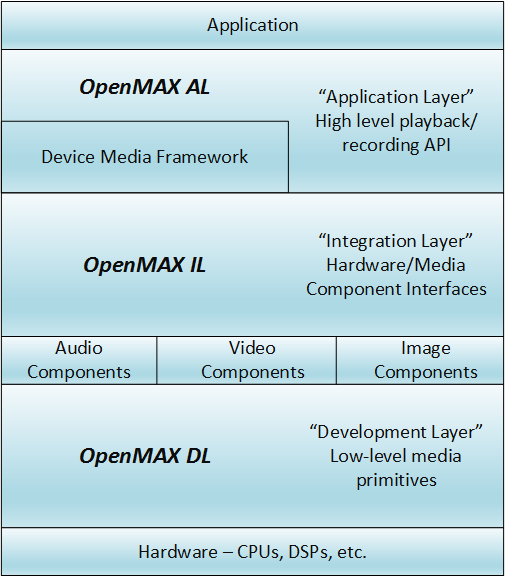 Application
OpenMAX AL
“Application Layer”
High level playback/
recording API
Device Media Framework
OpenMAX IL
“Integration Layer”
Hardware/Media
Component Interfaces
Audio
Components
Video
Components
Image
Components
OpenMAX DL
“Development Layer”
Low-level media
primitives
Hardware – CPUs, DSPs, etc.